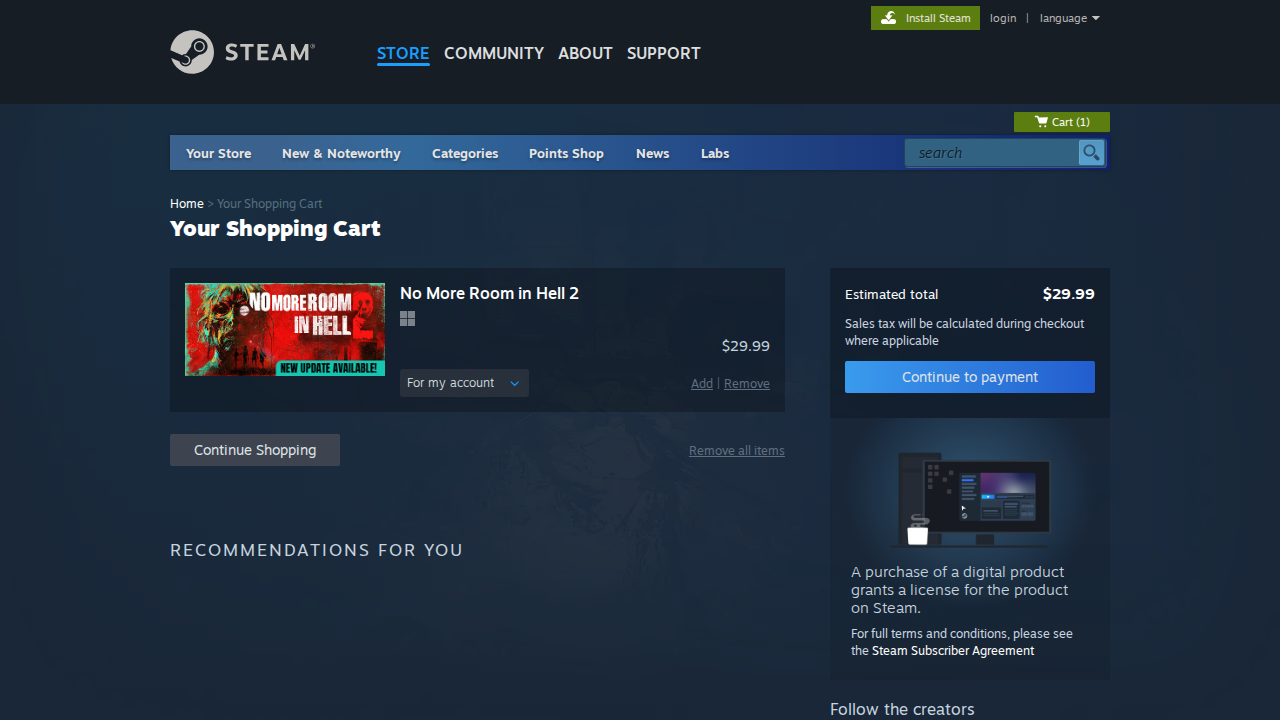 Install Steam
login | language
STEAM®
STORE COMMUNITY ABOUT SUPPORT
Cart (1)
Your Store New & Noteworthy Categories Points Shop News Labs search
Home > Your Shopping Cart
Your Shopping Cart
NO MORE ROOM
IN HELL 2
NEW UPDATE AVAILABLE!
No More Room in Hell 2
$29.99
For my account
Add | Remove
Continue Shopping
Remove all items
RECOMMENDATIONS FOR YOU
Estimated total $29.99
Sales tax will be calculated during checkout
where applicable
Continue to payment
A purchase of a digital product
grants a license for the product
on Steam.
For full terms and conditions, please see
the Steam Subscriber Agreement
Follow the creators